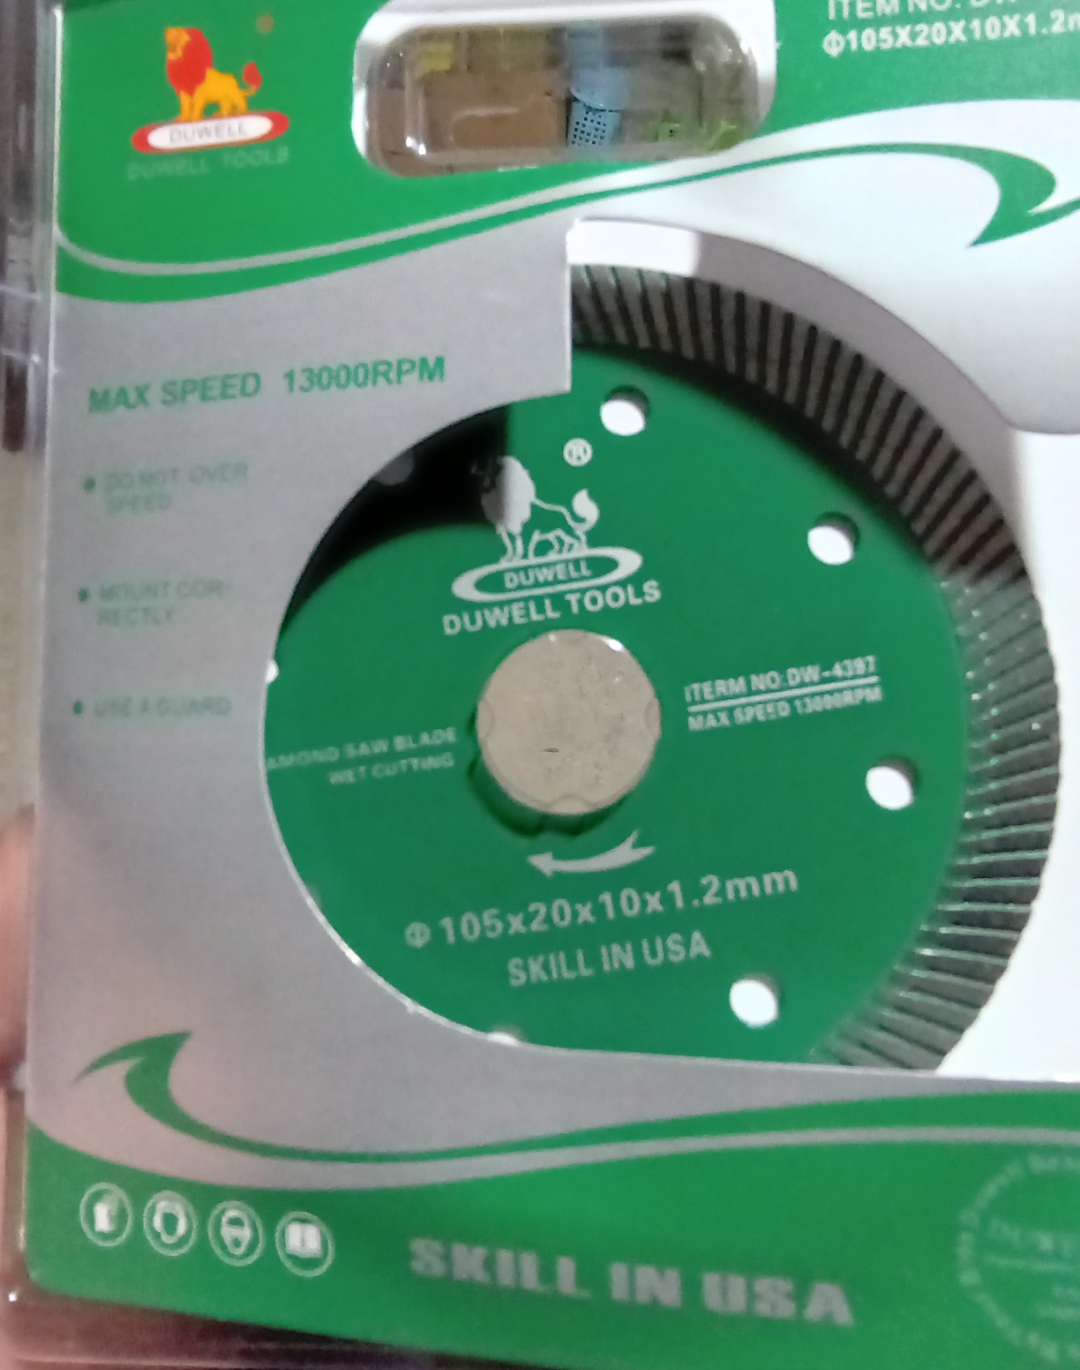 DUWELL
DUWELL TOOLS
ITEM NO.
Φ105X20X10X1.2
MAX SPEED 13000RPM
DO NOT OVER
SPEED
MOUNT COR-
RECTLY
USE A GUARD
®
DUWELL
DUWELL TOOLS
ITERM NO:DW-4397
MAX SPEED 13000RPM
AMOND SAW BLADE
WET CUTTING
Φ 105x20x10x1.2mm
SKILL IN USA
SKILL IN USA